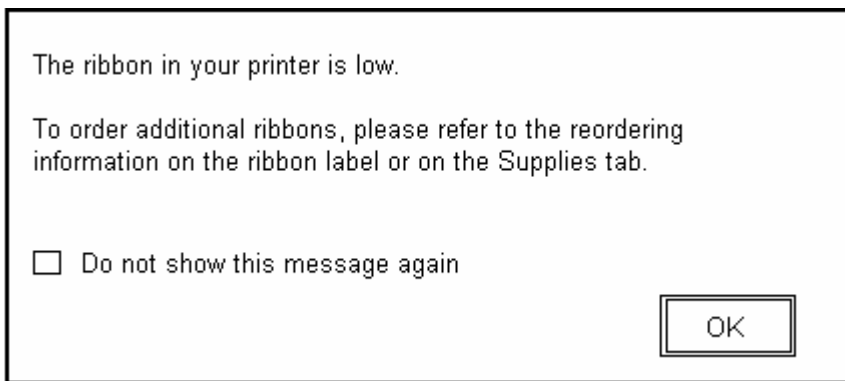 The ribbon in your printer is low.
To order additional ribbons, please refer to the reordering
information on the ribbon label or on the Supplies tab.
Do not show this message again
OK